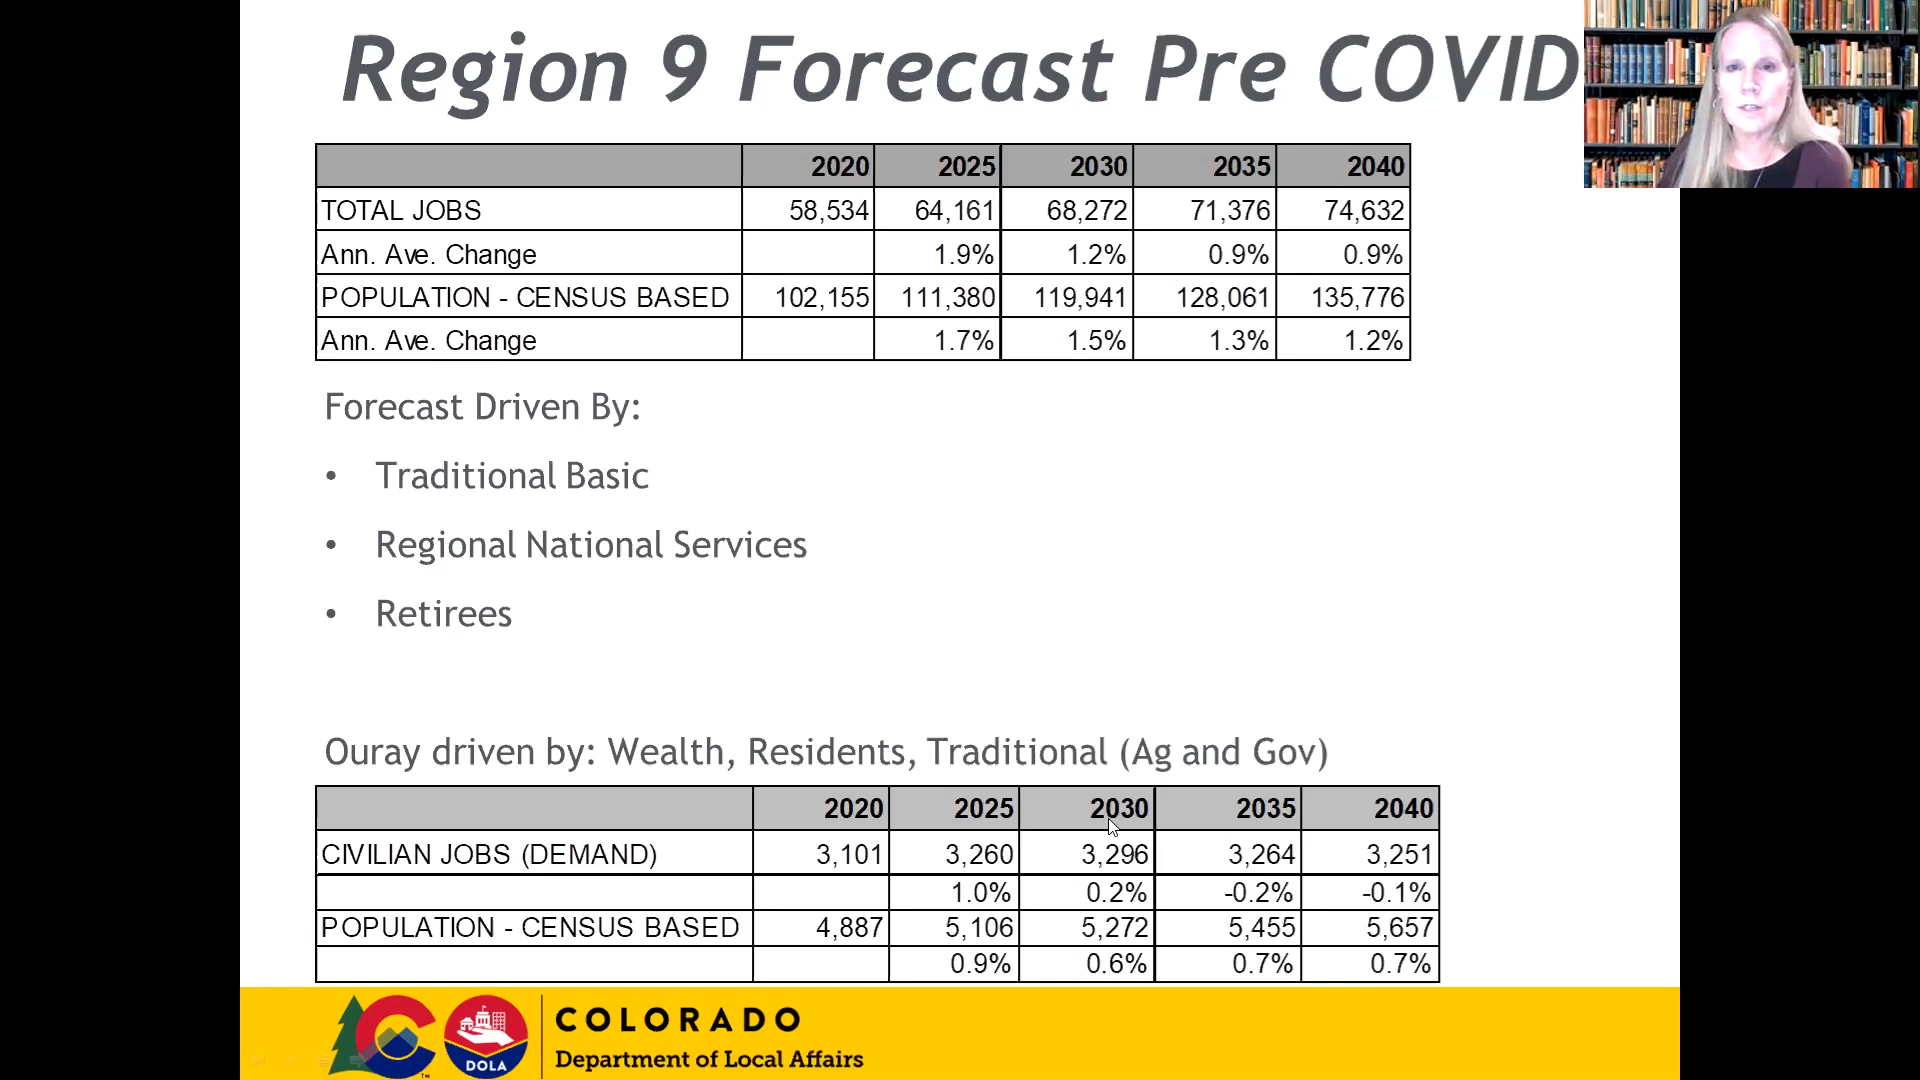 Region 9 Forecast Pre COVID
2020 2025 2030 2035 2040
TOTAL JOBS 58,534 64,161 68,272 71,376 74,632
Ann. Ave. Change 1.9% 1.2% 0.9% 0.9%
POPULATION - CENSUS BASED 102,155 111,380 119,941 128,061 135,776
Ann. Ave. Change 1.7% 1.5% 1.3% 1.2%
Forecast Driven By:
• Traditional Basic
• Regional National Services
• Retirees
Ouray driven by: Wealth, Residents, Traditional (Ag and Gov)
2020 2025 2030 2035 2040
CIVILIAN JOBS (DEMAND) 3,101 3,260 3,296 3,264 3,251
1.0% 0.2% -0.2% -0.1%
POPULATION - CENSUS BASED 4,887 5,106 5,272 5,455 5,657
0.9% 0.6% 0.7% 0.7%
COLORADO
Department of Local Affairs
DOLA
TM